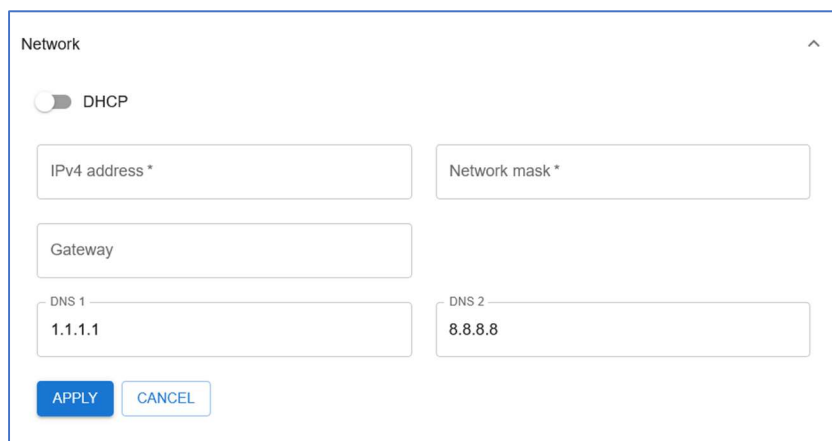 Network
DHCP
IPv4 address *
Network mask *
Gateway
DNS 1
1.1.1.1
DNS 2
8.8.8.8
APPLY
CANCEL